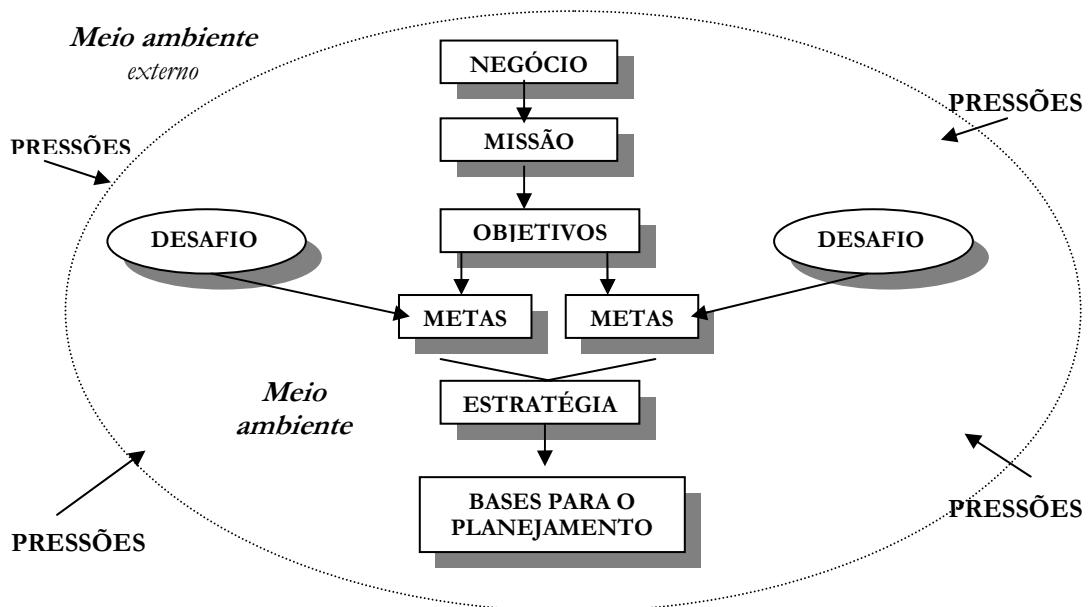 Meio ambiente
externo
NEGÓCIO
PRESSÕES
MISSÃO
PRESSÕES
DESAFIO
OBJETIVOS
DESAFIO
METAS
METAS
Meio
ambiente
ESTRATÉGIA
BASES PARA O
PLANEJAMENTO
PRESSÕES
PRESSÕES